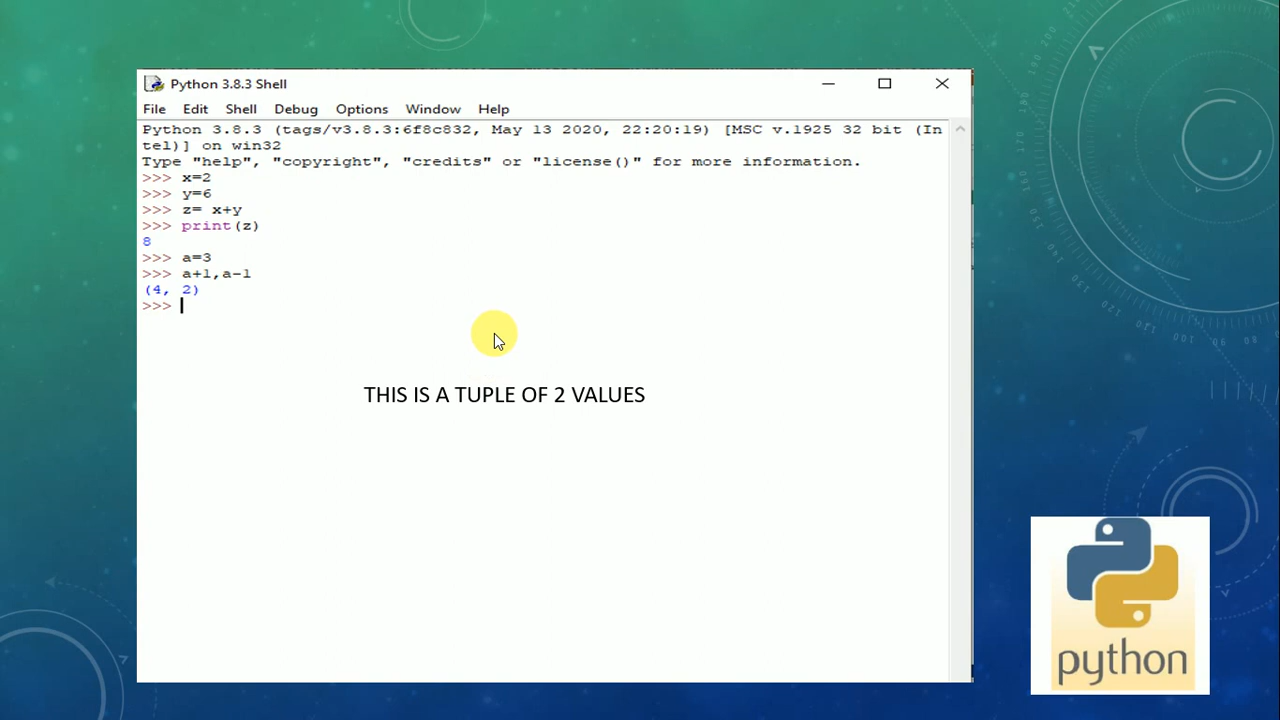 Python 3.8.3 Shell
File Edit Shell Debug Options Window Help
Python 3.8.3 (tags/v3.8.3:6f8c832, May 13 2020, 22:20:19) [MSC v.1925 32 bit (In
tel)] on win32
Type "help", "copyright", "credits" or "license()" for more information.
>>> x=2
>>> y=6
>>> z= x+y
>>> print(z)
8
>>> a=3
>>> a+1,a-1
(4, 2)
>>>
THIS IS A TUPLE OF 2 VALUES
python